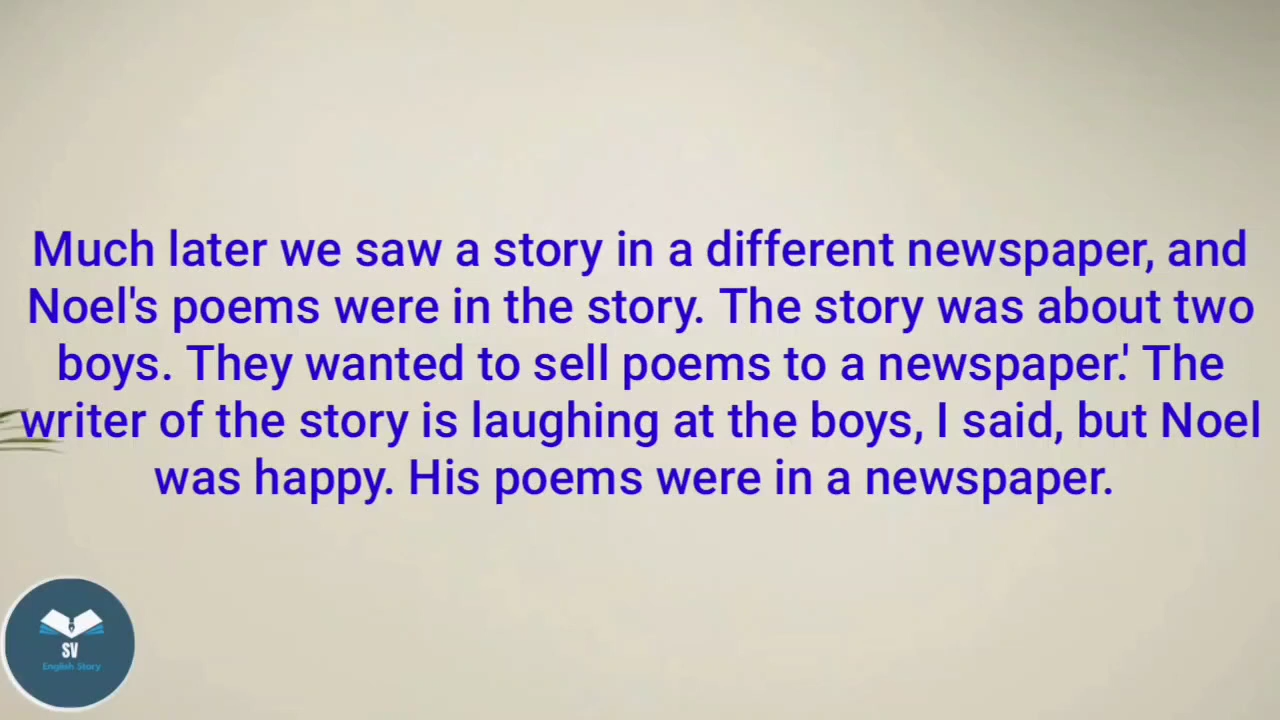 Much later we saw a story in a different newspaper, and
Noel's poems were in the story. The story was about two
boys. They wanted to sell poems to a newspaper.' The
writer of the story is laughing at the boys, I said, but Noel
was happy. His poems were in a newspaper.
SV
English Story